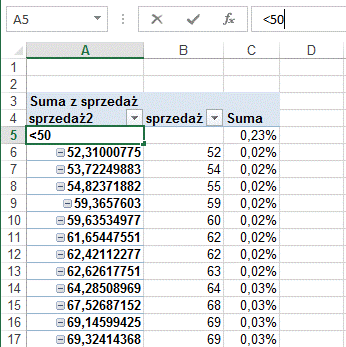 A5 fx <50
A B C D
1
2
3 Suma z sprzedaż
4 sprzedaż2 sprzedaż Suma
5 <50 0,23%
6 52,31000775 52 0,02%
7 53,72249883 54 0,02%
8 54,82371882 55 0,02%
9 59,3657603 59 0,02%
10 59,63534977 60 0,02%
11 61,65447551 62 0,02%
12 62,42112277 62 0,02%
13 62,62617751 63 0,02%
14 64,28508969 64 0,03%
15 67,52687152 68 0,03%
16 69,14599425 69 0,03%
17 69,32414368 69 0,03%